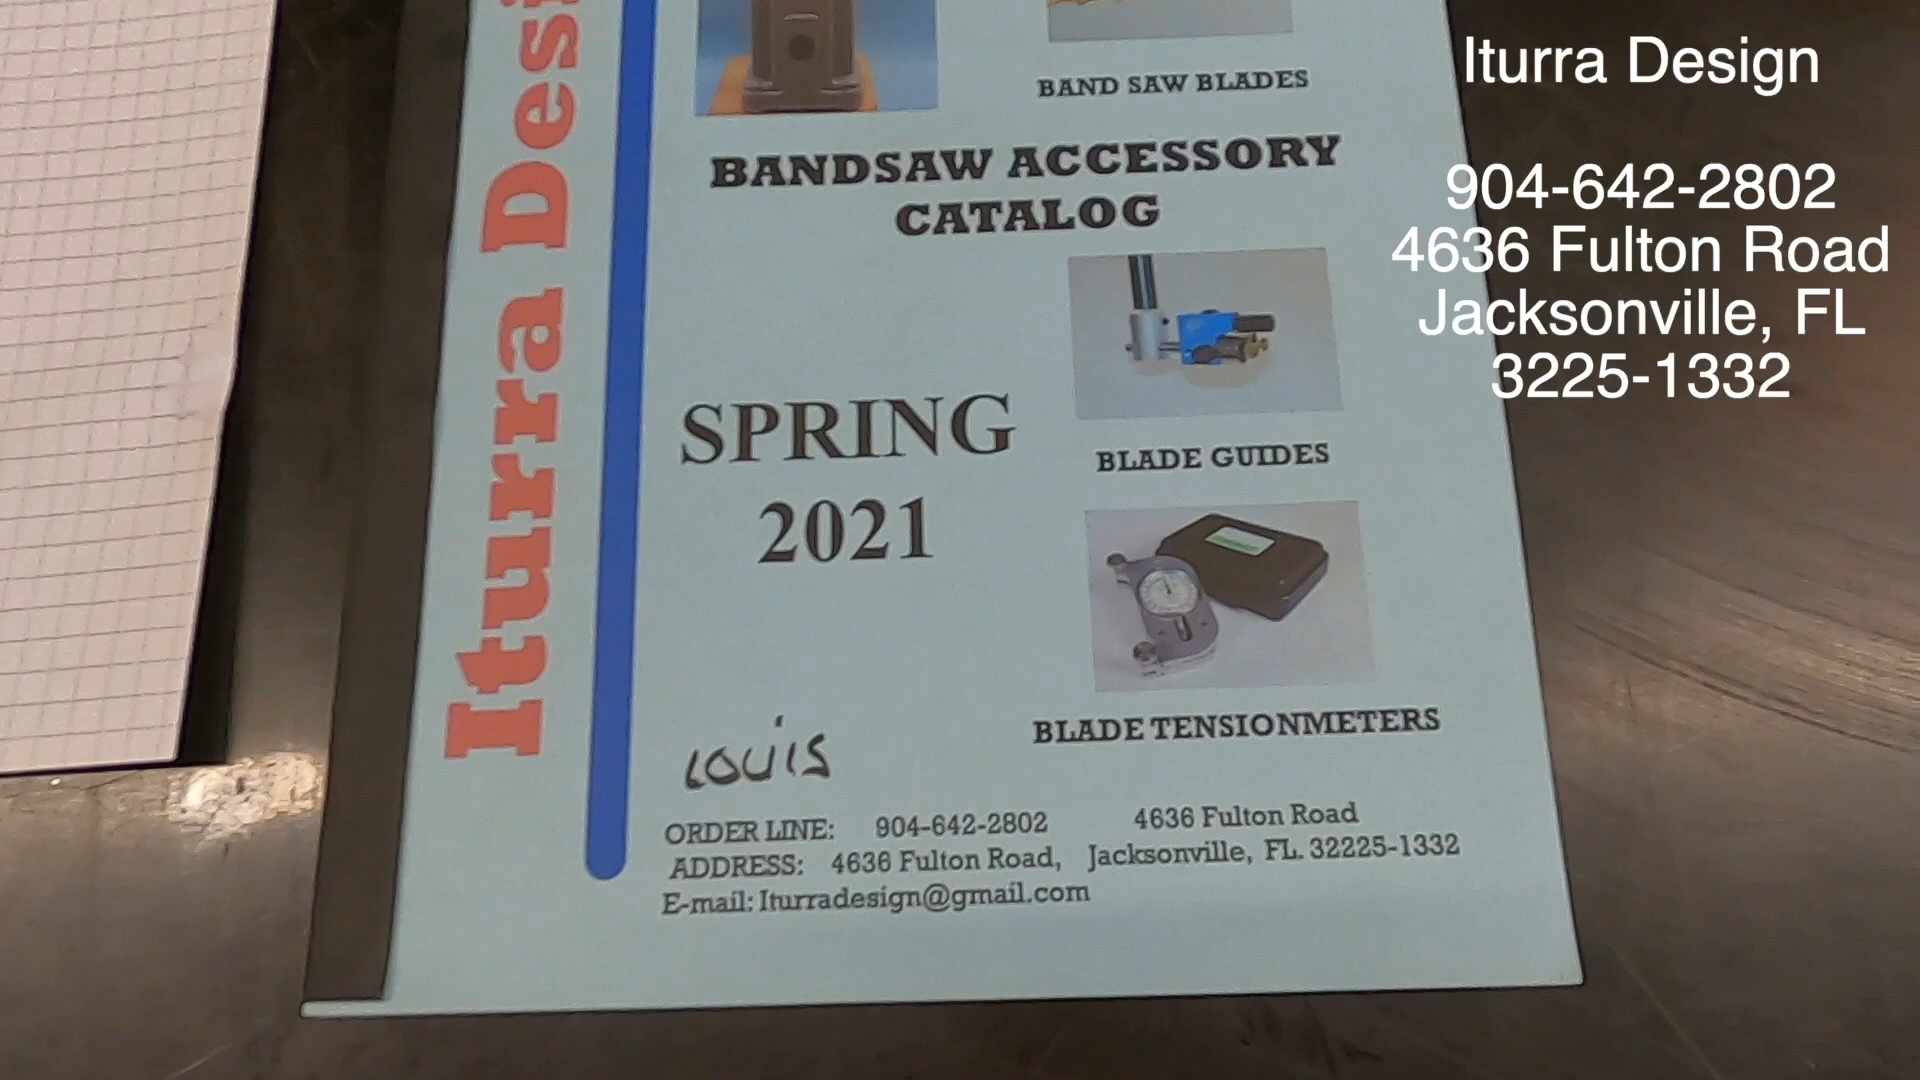 Iturra Desi
BAND SAW BLADES
BANDSAW ACCESSORY
CATALOG
SPRING
2021
BLADE GUIDES
BLADE TENSIONMETERS
LOUIS
ORDER LINE: 904-642-2802 4636 Fulton Road
ADDRESS: 4636 Fulton Road, Jacksonville, FL. 32225-1332
E-mail: Iturradesign@gmail.com
Iturra Design
904-642-2802
4636 Fulton Road
Jacksonville, FL
3225-1332